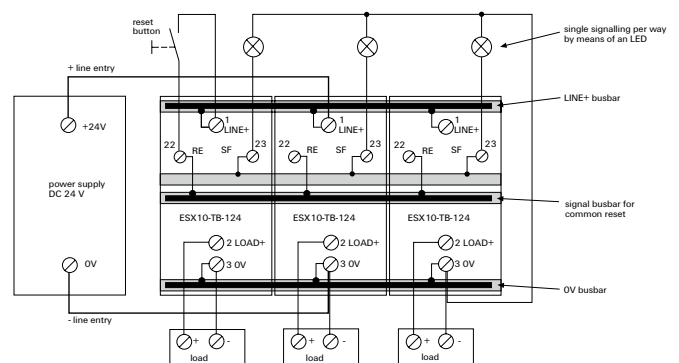 reset
button
single signalling per way
by means of an LED
+ line entry
LINE+ busbar
+24V
1
LINE+
1
LINE+
1
LINE+
22
RE
SF
23
22
RE
SF
23
22
RE
SF
23
power supply
DC 24 V
signal busbar for
common reset
ESX10-TB-124
ESX10-TB-124
ESX10-TB-124
2 LOAD+
2 LOAD+
2 LOAD+
0V
3 0V
3 0V
3 0V
0V busbar
- line entry
+ -
load
+ -
load
+ -
load